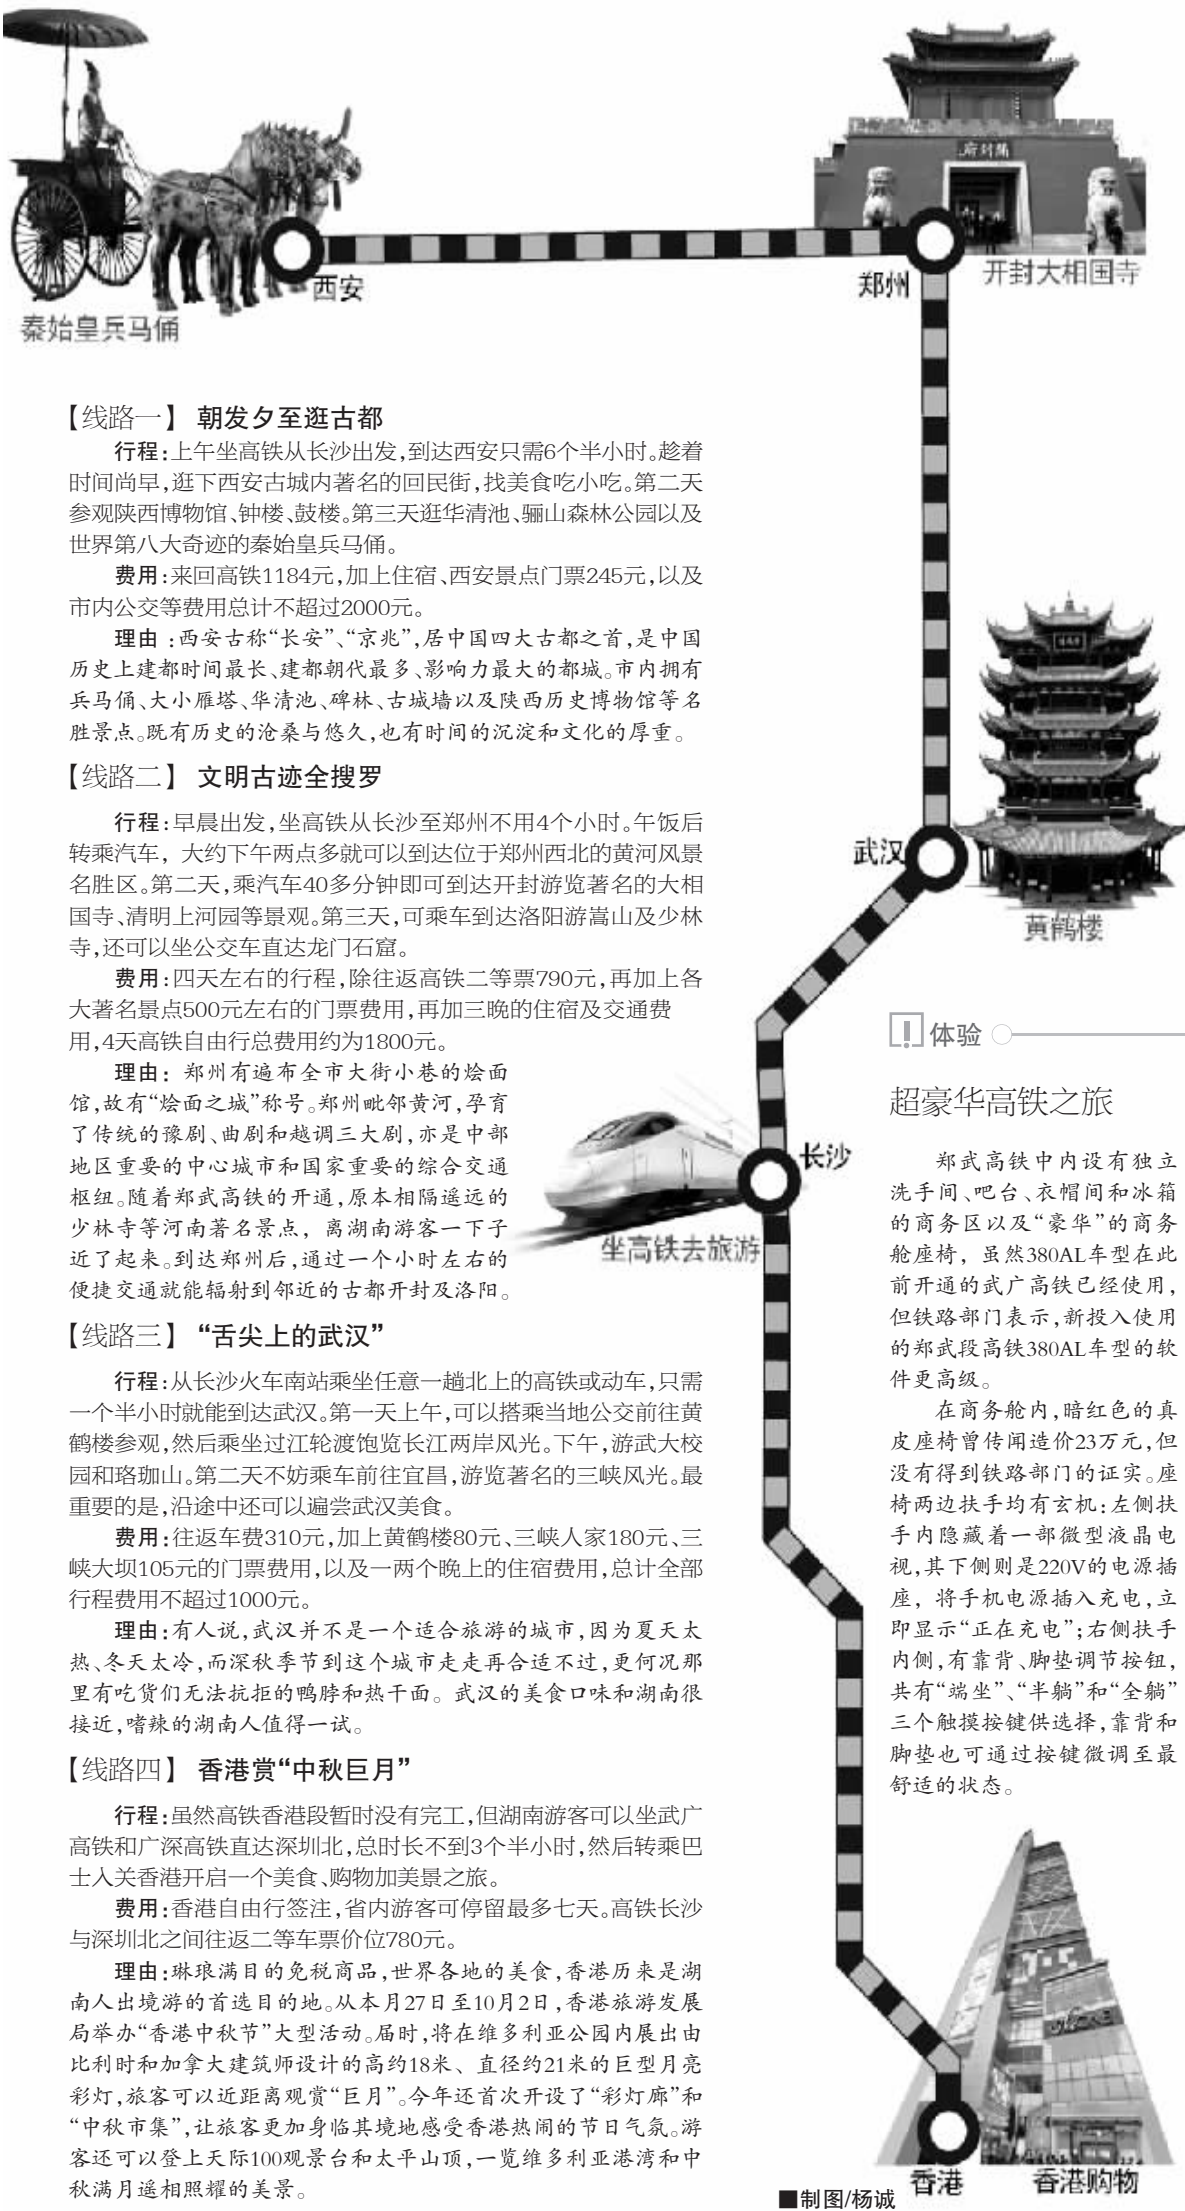 开封府
西安
郑州
开封大相国寺
秦始皇兵马俑
【线路一】 朝发夕至逛古都
行程:上午坐高铁从长沙出发,到达西安只需6个半小时。趁着
时间尚早,逛下西安古城内著名的回民街,找美食吃小吃。第二天
参观陕西博物馆、钟楼、鼓楼。第三天逛华清池、骊山森林公园以及
世界第八大奇迹的秦始皇兵马俑。
费用:来回高铁1184元,加上住宿、西安景点门票245元,以及
市内公交等费用总计不超过2000元。
理由:西安古称“长安”、“京兆”,居中国四大古都之首,是中国
历史上建都时间最长、建都朝代最多、影响力最大的都城。市内拥有
兵马俑、大小雁塔、华清池、碑林、古城墙以及陕西历史博物馆等名
胜景点。既有历史的沧桑与悠久,也有时间的沉淀和文化的厚重。
【线路二】 文明古迹全搜罗
行程:早晨出发,坐高铁从长沙至郑州不用4个小时。午饭后
转乘汽车,大约下午两点多就可以到达位于郑州西北的黄河风景
名胜区。第二天,乘汽车40多分钟即可到达开封游览著名的大相
国寺、清明上河园等景观。第三天,可乘车到达洛阳游嵩山及少林
寺,还可以坐公交车直达龙门石窟。
费用:四天左右的行程,除往返高铁二等票790元,再加上各
大著名景点500元左右的门票费用,再加三晚的住宿及交通费
用,4天高铁自由行总费用约为1800元。
理由:郑州有遍布全市大街小巷的烩面
馆,故有“烩面之城”称号。郑州毗邻黄河,孕育
了传统的豫剧、曲剧和越调三大剧,亦是中部
地区重要的中心城市和国家重要的综合交通
枢纽。随着郑武高铁的开通,原本相隔遥远的
少林寺等河南著名景点,离湖南游客一下子
近了起来。到达郑州后,通过一个小时左右的
便捷交通就能辐射到邻近的古都开封及洛阳。
【线路三】 “舌尖上的武汉”
行程:从长沙火车南站乘坐任意一趟北上的高铁或动车,只需
一个半小时就能到达武汉。第一天上午,可以搭乘当地公交前往黄
鹤楼参观,然后乘坐过江轮渡饱览长江两岸风光。下午,游武大校
园和珞珈山。第二天不妨乘车前往宜昌,游览著名的三峡风光。最
重要的是,沿途中还可以遍尝武汉美食。
费用:往返车费310元,加上黄鹤楼80元、三峡人家180元、三
峡大坝105元的门票费用,以及一两个晚上的住宿费用,总计全部
行程费用不超过1000元。
理由:有人说,武汉并不是一个适合旅游的城市,因为夏天太
热、冬天太冷,而深秋季节到这个城市走走再合适不过,更何况那
里有吃货们无法抗拒的鸭脖和热干面。武汉的美食口味和湖南很
接近,嗜辣的湖南人值得一试。
【线路四】 香港赏“中秋巨月”
行程:虽然高铁香港段暂时没有完工,但湖南游客可以坐武广
高铁和广深高铁直达深圳北,总时长不到3个半小时,然后转乘巴
士入关香港开启一个美食、购物加美景之旅。
费用:香港自由行签注,省内游客可停留最多七天。高铁长沙
与深圳北之间往返二等车票价位780元。
理由:琳琅满目的免税商品,世界各地的美食,香港历来是湖
南人出境游的首选目的地。从本月27日至10月2日,香港旅游发展
局举办“香港中秋节”大型活动。届时,将在维多利亚公园内展出由
比利时和加拿大建筑师设计的高约18米、直径约21米的巨型月亮
彩灯,旅客可以近距离观赏“巨月”。今年还首次开设了“彩灯廊”和
“中秋市集”,让旅客更加身临其境地感受香港热闹的节日气氛。游
客还可以登上天际100观景台和太平山顶,一览维多利亚港湾和中
秋满月遥相照耀的美景。
武汉
黄鹤楼
长沙
坐高铁去旅游
体验
超豪华高铁之旅
郑武高铁中内设有独立
洗手间、吧台、衣帽间和冰箱
的商务区以及“豪华”的商务
舱座椅,虽然380AL车型在此
前开通的武广高铁已经使用,
但铁路部门表示,新投入使用
的郑武段高铁380AL车型的软
件更高级。
在商务舱内,暗红色的真
皮座椅曾传闻造价23万元,但
没有得到铁路部门的证实。座
椅两边扶手均有玄机:左侧扶
手内隐藏着一部微型液晶电
视,其下侧则是220V的电源插
座,将手机电源插入充电,立
即显示“正在充电”;右侧扶手
内侧,有靠背、脚垫调节按钮,
共有“端坐”、“半躺”和“全躺”
三个触摸按键供选择,靠背和
脚垫也可通过按键微调至最
舒适的状态。
香港
香港购物
■制图/杨诚